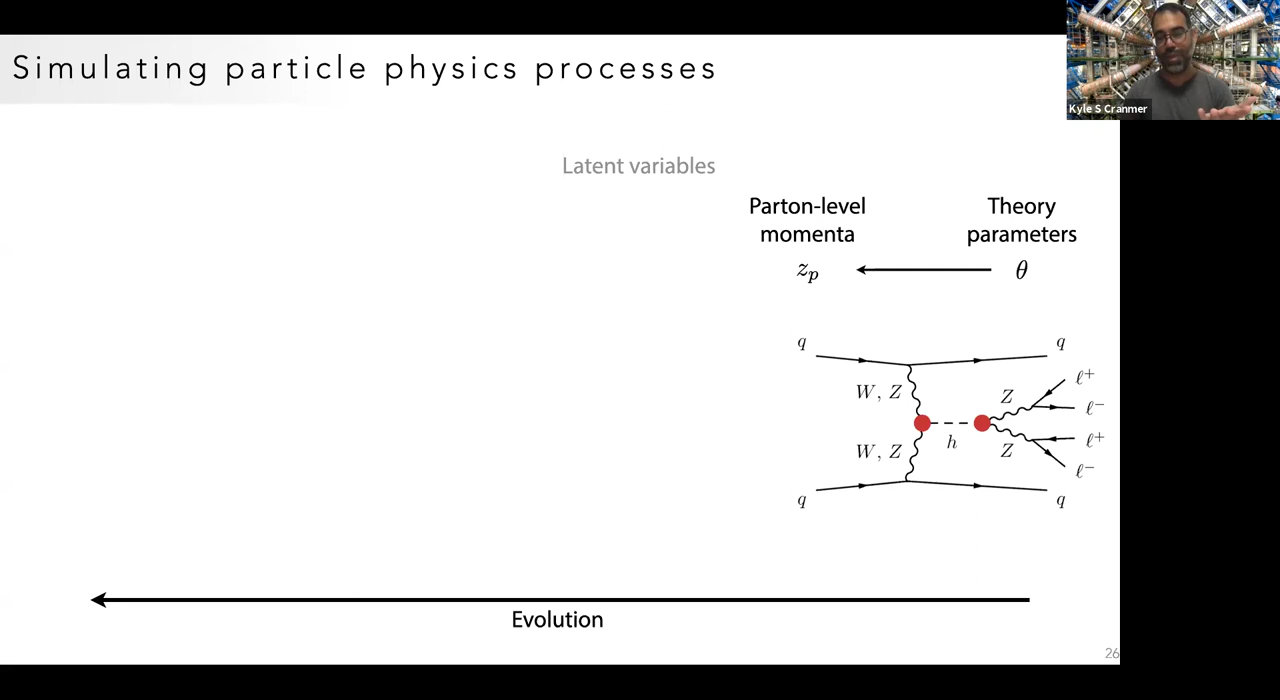 Simulating particle physics processes
Kyle S Cranmer
Latent variables
Parton-level
momenta
Theory
parameters
z_p
θ
q
q
W, Z
Z
ℓ+
ℓ−
h
W, Z
Z
ℓ+
ℓ−
q
q
Evolution
26